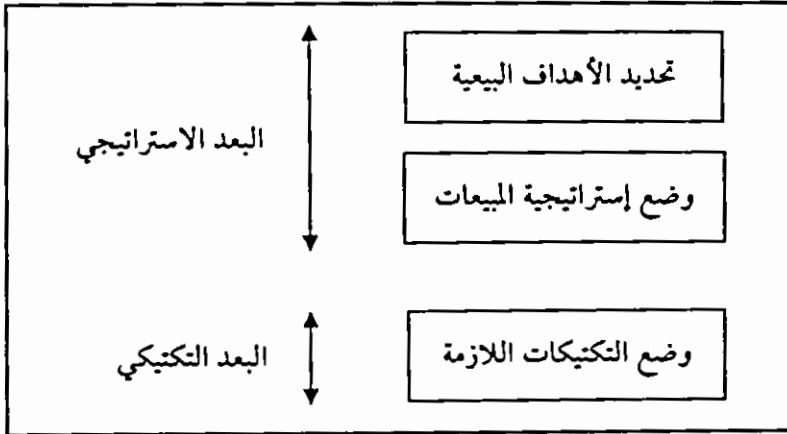 تحديد الأهداف البيعية
البعد الاستراتيجي
وضع إستراتيجية المبيعات
وضع التكتيكات اللازمة
البعد التكتيكي